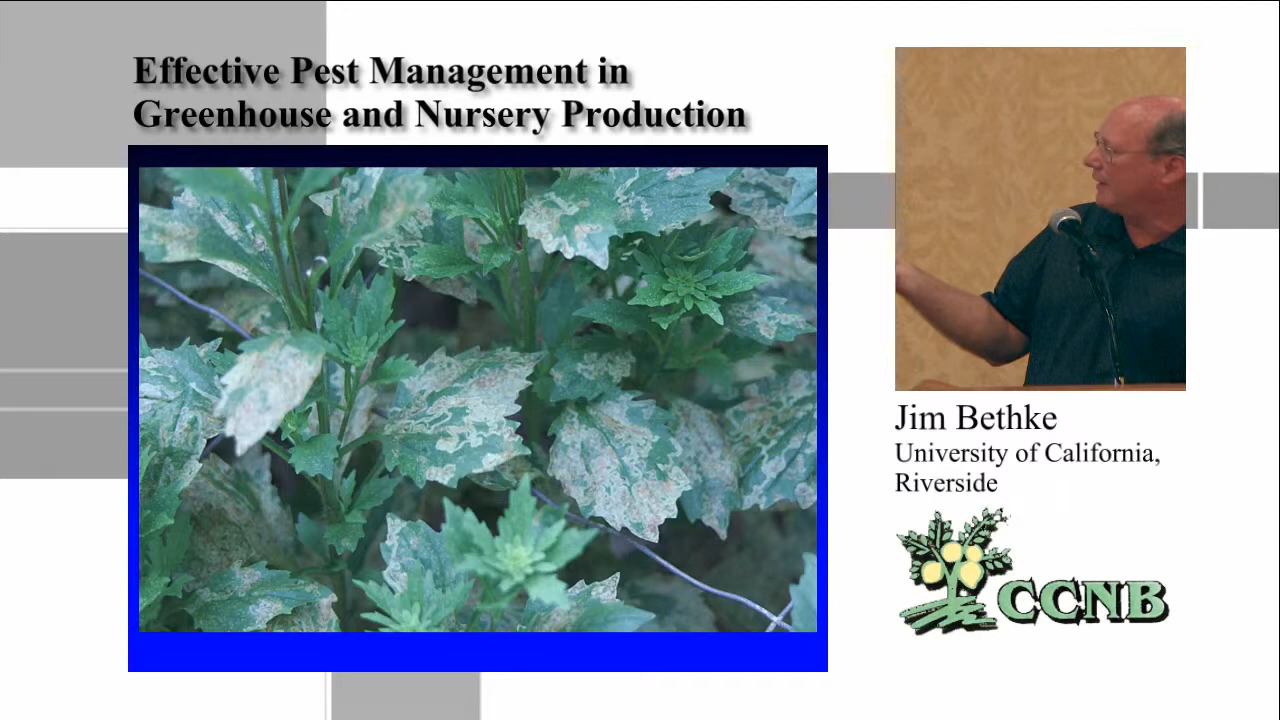 Effective Pest Management in
Greenhouse and Nursery Production
Jim Bethke
University of California,
Riverside
CCNB